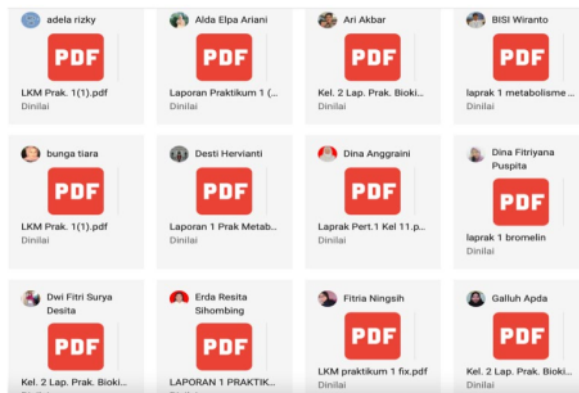 adela rizky
PDF
LKM Prak. 1(1).pdf
Dinilai
Alda Elpa Ariani
PDF
Laporan Praktikum 1 (...
Dinilai
Ari Akbar
PDF
Kel. 2 Lap. Prak. Bioki...
Dinilai
BISI Wiranto
PDF
laprak 1 metabolisme ...
Dinilai
bunga tiara
PDF
LKM Prak. 1(1).pdf
Dinilai
Desti Hervianti
PDF
Laporan 1 Prak Metab...
Dinilai
Dina Anggraini
PDF
Laprak Pert.1 Kel 11.p...
Dinilai
Dina Fitriyana
Puspita
PDF
laprak 1 bromelin
Dinilai
Dwi Fitri Surya
Desita
PDF
Kel. 2 Lap. Prak. Bioki...
Erda Resita
Sihombing
PDF
LAPORAN 1 PRAKTIK...
Fitria Ningsih
PDF
LKM praktikum 1 fix.pdf
Dinilai
Galluh Apda
PDF
Kel. 2 Lap. Prak. Bioki...
Dinilai